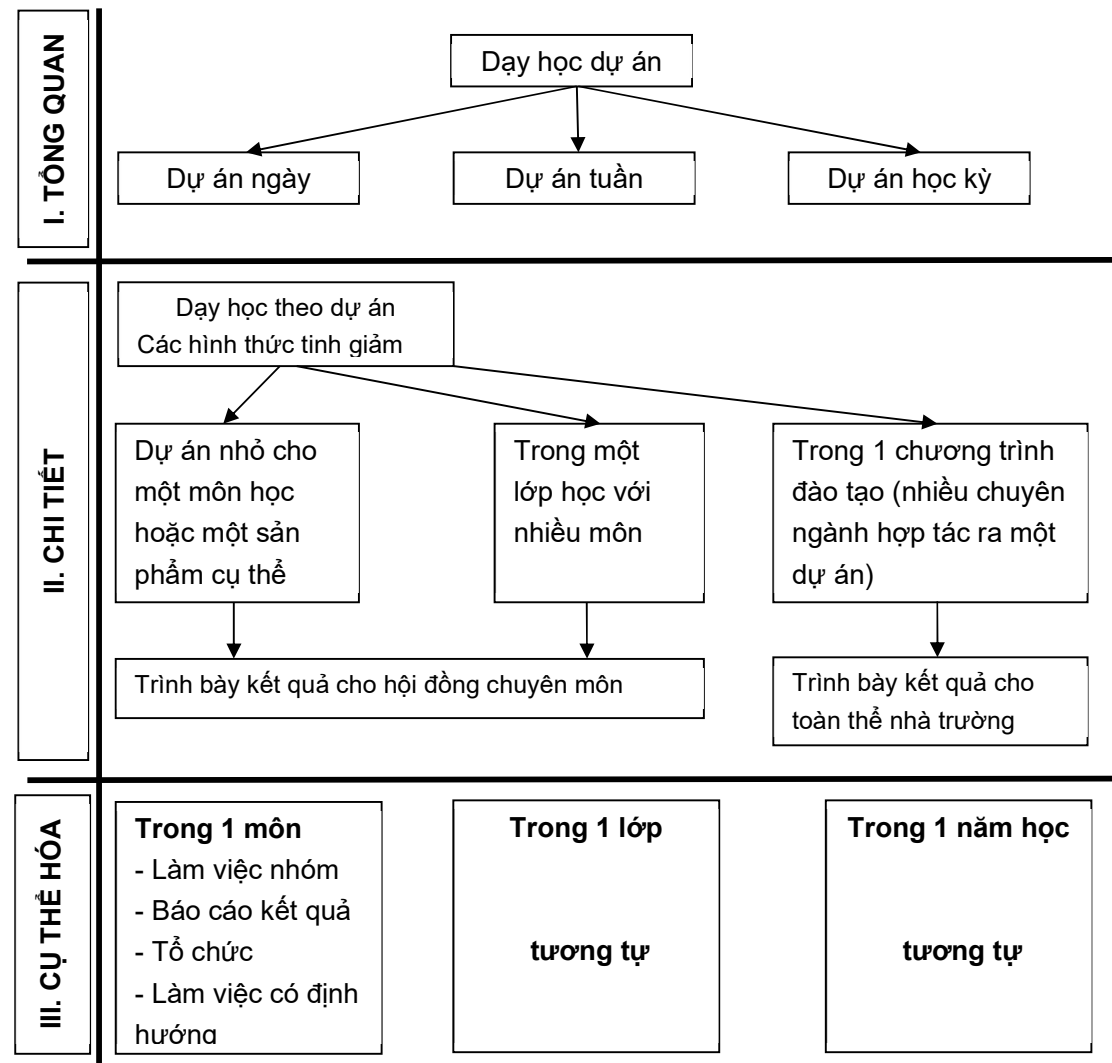 I. TỔNG QUAN
Dạy học dự án
Dự án ngày
Dự án tuần
Dự án học kỳ
II. CHI TIẾT
Dạy học theo dự án
Các hình thức tinh giảm
Dự án nhỏ cho
một môn học
hoặc một sản
phẩm cụ thể
Trong một
lớp học với
nhiều môn
Trong 1 chương trình
đào tạo (nhiều chuyên
ngành hợp tác ra một
dự án)
Trình bày kết quả cho hội đồng chuyên môn
Trình bày kết quả cho
toàn thể nhà trường
III. CỤ THỂ HÓA
Trong 1 môn
- Làm việc nhóm
- Báo cáo kết quả
- Tổ chức
- Làm việc có định
hướng
Trong 1 lớp
tương tự
Trong 1 năm học
tương tự